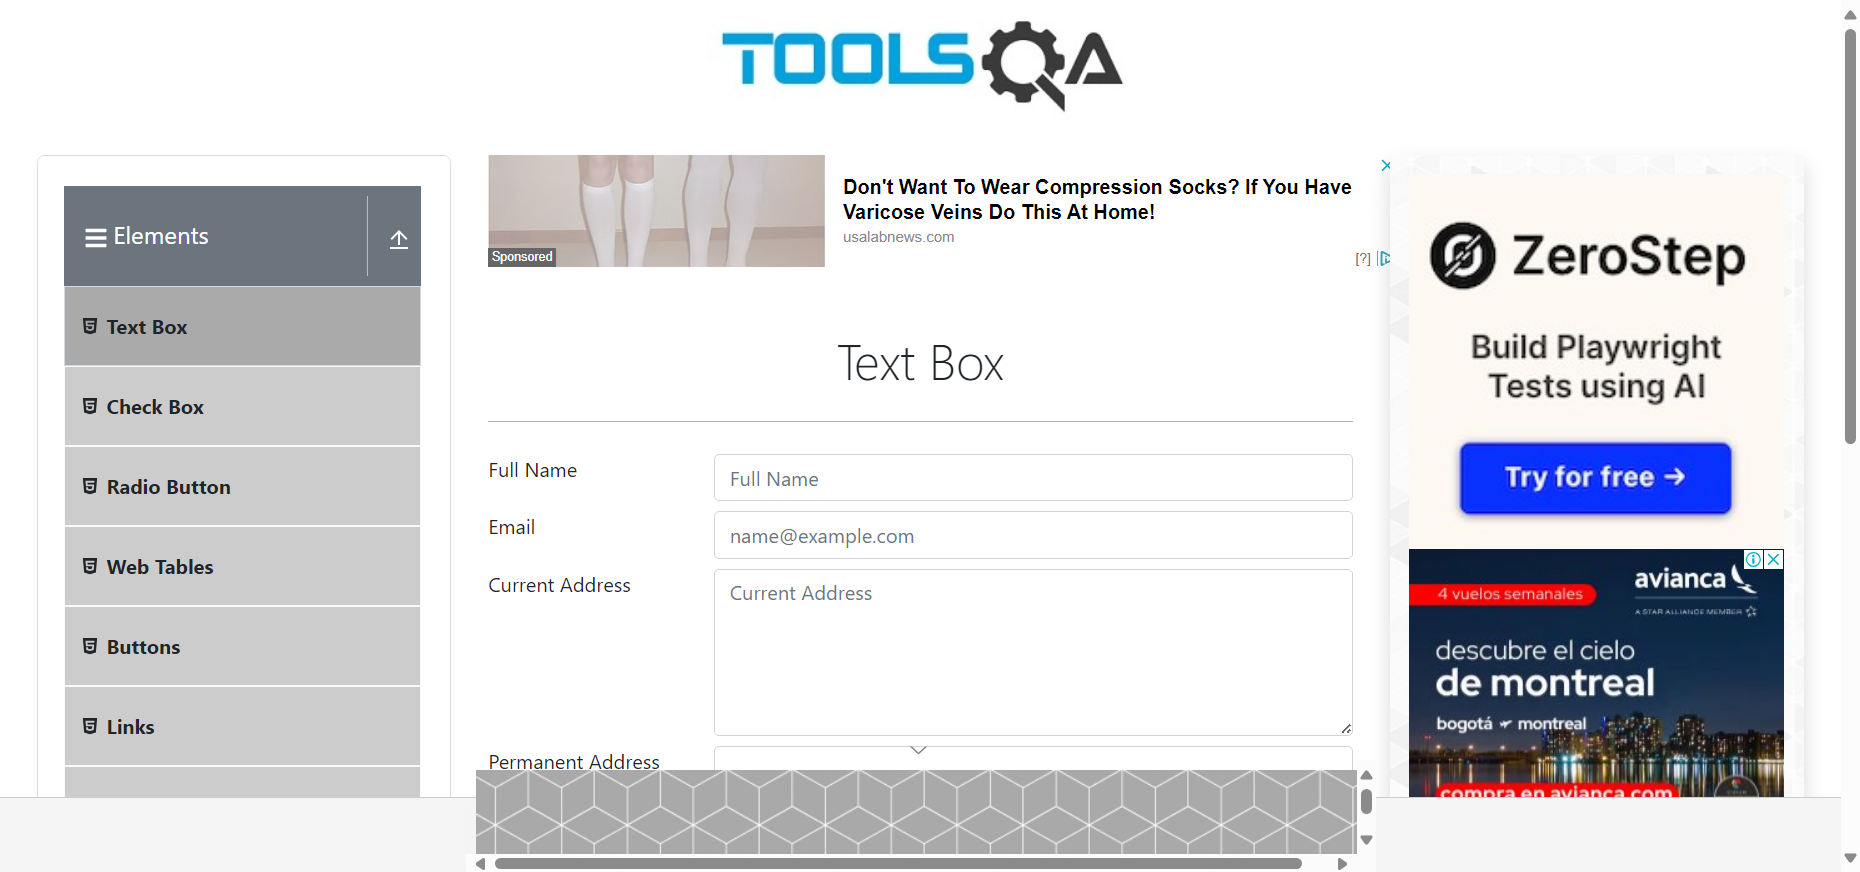 TOOLSQA
Elements
Text Box
Check Box
Radio Button
Web Tables
Buttons
Links
Sponsored
Don't Want To Wear Compression Socks? If You Have
Varicose Veins Do This At Home!
usalabnews.com
[?]
Text Box
Full Name
Full Name
Email
name@example.com
Current Address
Current Address
Permanent Address
ZeroStep
Build Playwright
Tests using AI
Try for free →
avianca
A STAR ALLIANCE MEMBER
4 vuelos semanales
descubre el cielo
de montreal
bogotá montreal
compra en avianca.com